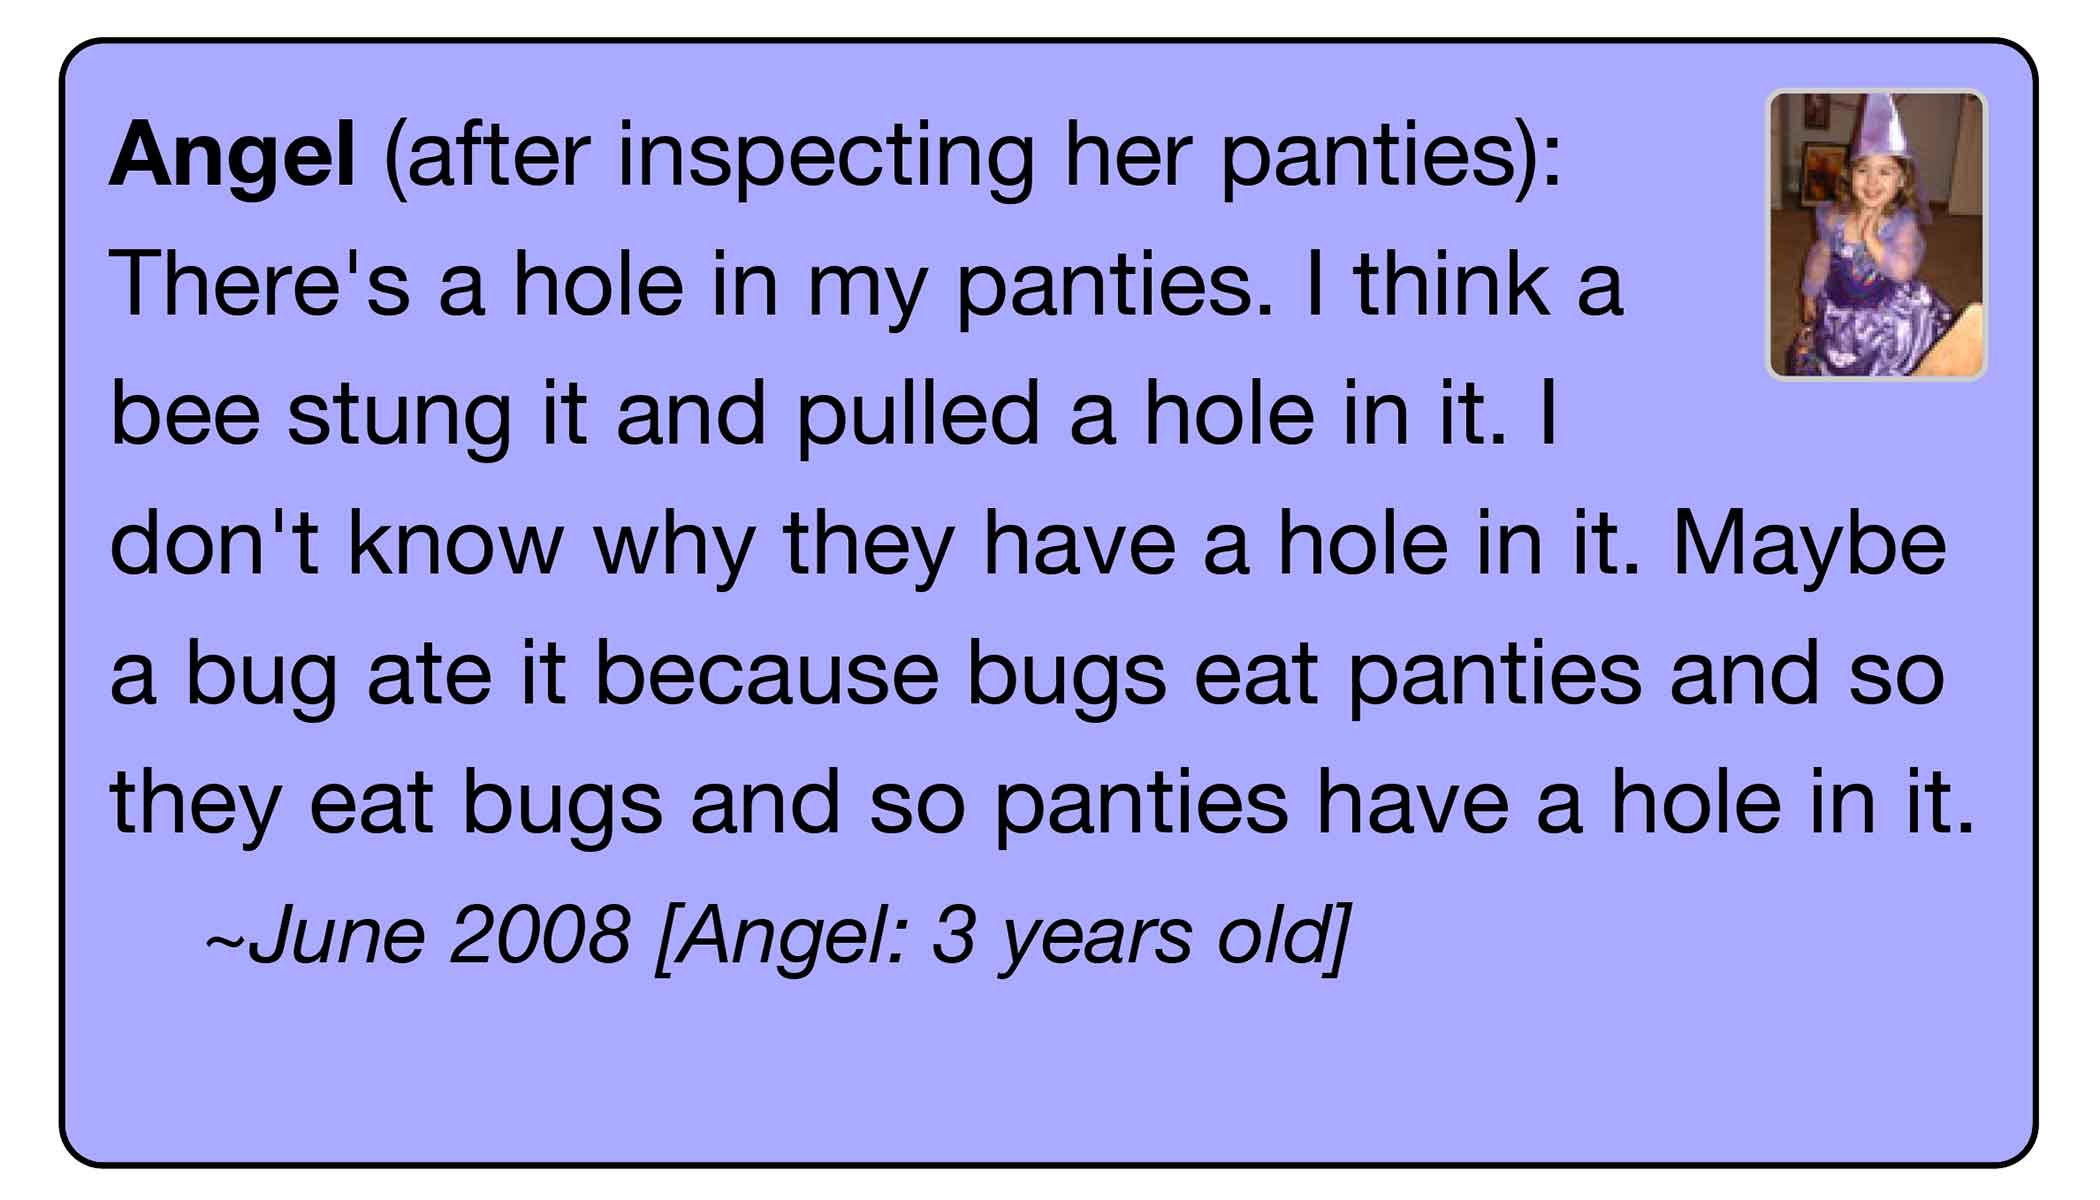 Angel (after inspecting her panties):
There's a hole in my panties. I think a
bee stung it and pulled a hole in it. I
don't know why they have a hole in it. Maybe
a bug ate it because bugs eat panties and so
they eat bugs and so panties have a hole in it.
~June 2008 [Angel: 3 years old]